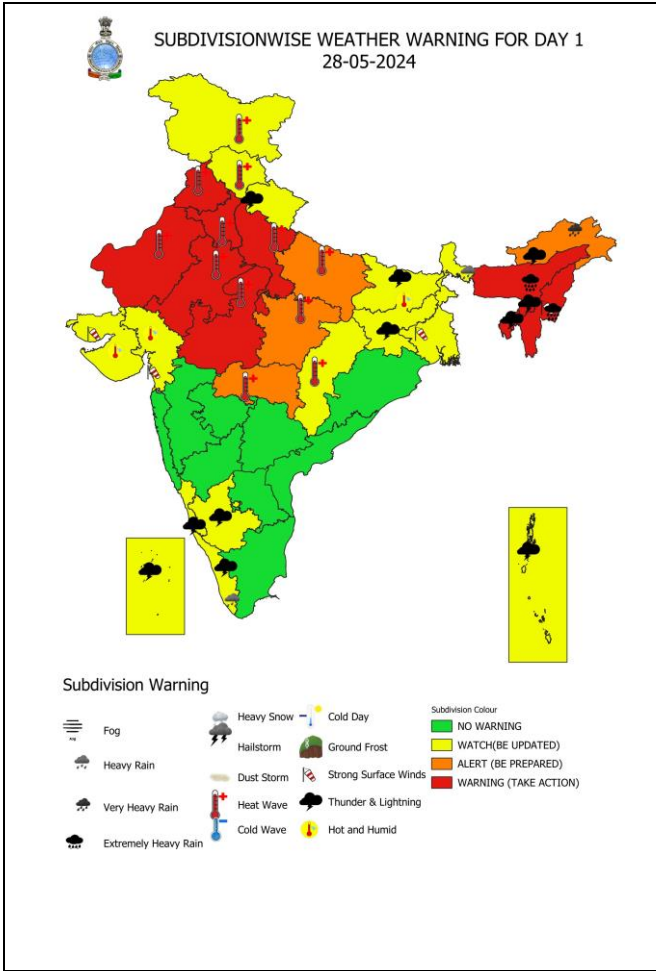 SUBDIVISIONWISE WEATHER WARNING FOR DAY 1
28-05-2024
Subdivision Warning
Fog
Heavy Rain
Very Heavy Rain
Extremely Heavy Rain
Heavy Snow
Hailstorm
Dust Storm
Heat Wave
Cold Wave
Cold Day
Ground Frost
Strong Surface Winds
Thunder & Lightning
Hot and Humid
Subdivision Colour
NO WARNING
WATCH(BE UPDATED)
ALERT (BE PREPARED)
WARNING (TAKE ACTION)